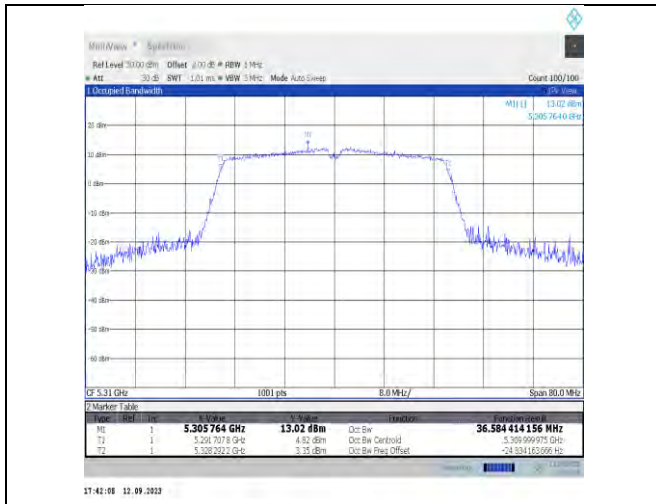 MultiView Spectrum
Ref Level 30.00 dBm Offset 2.00 dB RBW 1 MHz
Att 30 dB SWT 1.01 ms VBW 3 MHz Mode Auto Sweep Count 100/100
1 Occupied Bandwidth
M1[1] 13.02 dBm
5.305 7640 GHz
20 dBm
M1
10 dBm
0 dBm
-10 dBm
-20 dBm
-30 dBm
-40 dBm
-50 dBm
-60 dBm
CF 5.31 GHz 1001 pts 8.0 MHz/ Span 80.0 MHz
2 Marker Table
Type Ref Trc X-Value Y-Value Function Function Result
M1 1 5.305 764 GHz 13.02 dBm Occ Bw 36.584 414 156 MHz
T1 1 5.291 7078 GHz 4.82 dBm Occ Bw Centroid 5.309 999 975 GHz
T2 1 5.328 2922 GHz 3.35 dBm Occ Bw Freq Offset -24.834 163 666 Hz
17:42:08 12.09.2023